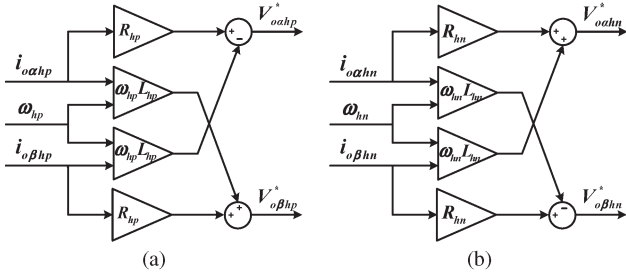 R_hp
V*_oαhp
i_oαhp
ω_hp L_hp
ω_hp
ω_hp L_hp
i_oβhp
R_hp
V*_oβhp
(a)
R_hn
V*_oαhn
i_oαhn
ω_hn L_hn
ω_hn
ω_hn L_hn
i_oβhn
R_hn
V*_oβhn
(b)